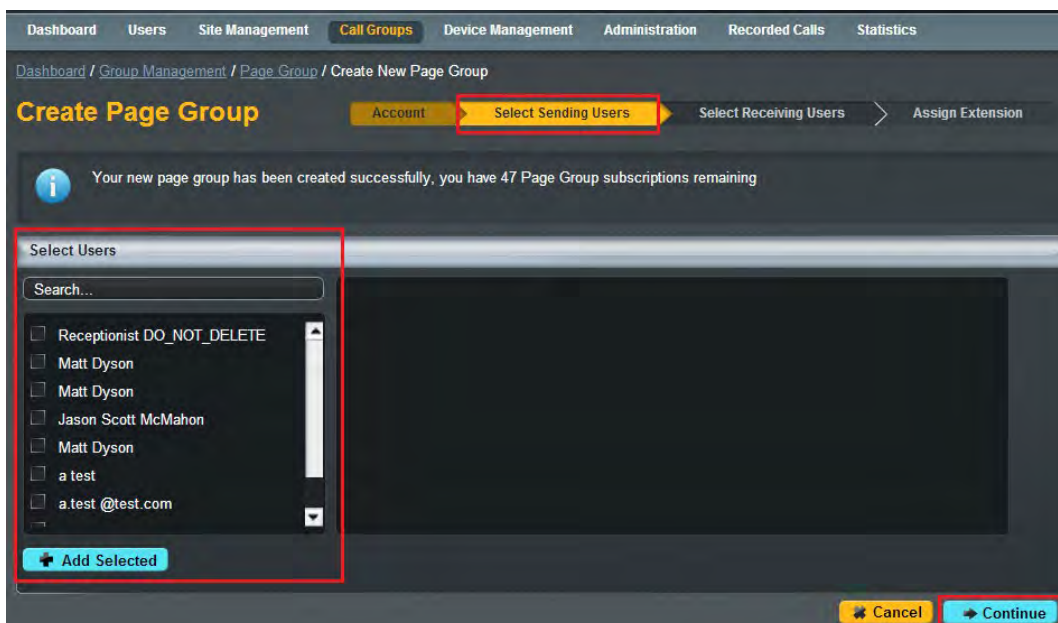 Dashboard Users Site Management Call Groups Device Management Administration Recorded Calls Statistics
Dashboard / Group Management / Page Group / Create New Page Group
Create Page Group Account Select Sending Users Select Receiving Users Assign Extension
Your new page group has been created successfully, you have 47 Page Group subscriptions remaining
Select Users
Search...
Receptionist DO_NOT_DELETE
Matt Dyson
Matt Dyson
Jason Scott McMahon
Matt Dyson
a test
a.test @test.com
Add Selected
Cancel Continue